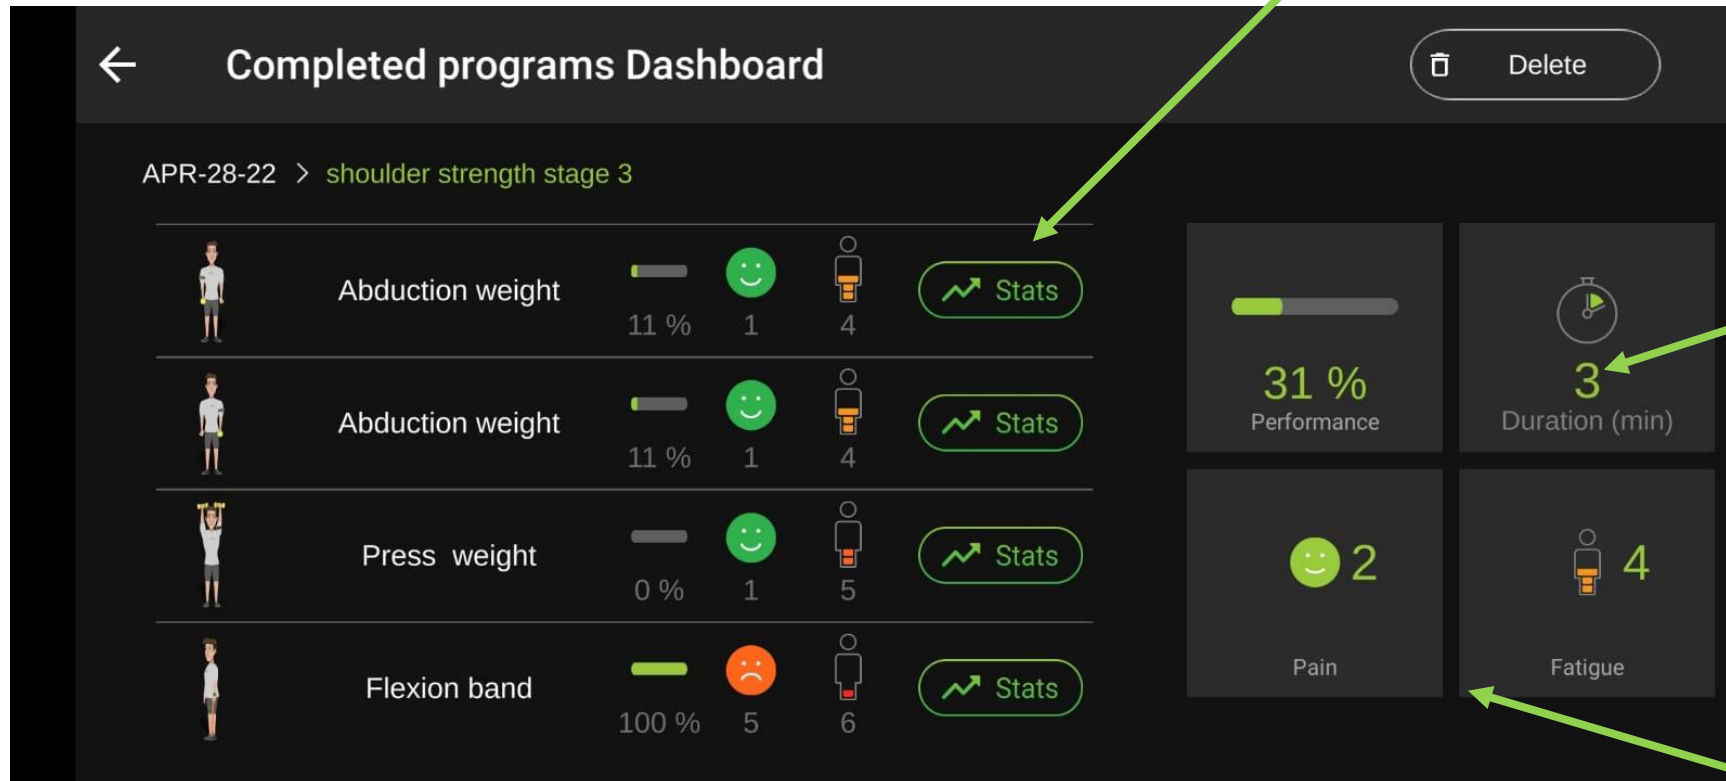 Completed programs Dashboard
Delete
APR-28-22 > shoulder strength stage 3
Abduction weight
11 %
1
4
Stats
Abduction weight
11 %
1
4
Stats
Press weight
0 %
1
5
Stats
Flexion band
100 %
5
6
Stats
31 %
Performance
3
Duration (min)
2
Pain
4
Fatigue